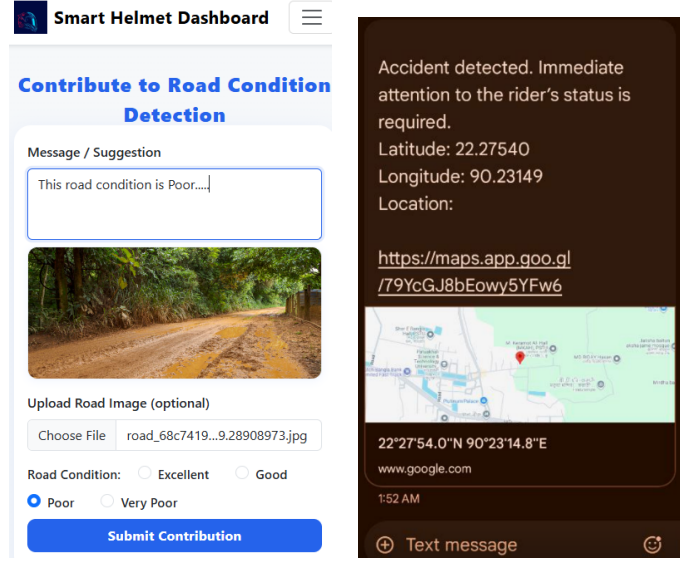 Smart Helmet Dashboard
Contribute to Road Condition
Detection
Message / Suggestion
This road condition is Poor.....
Upload Road Image (optional)
Choose File road_68c7419...9.28908973.jpg
Road Condition: Excellent Good
Poor Very Poor
Submit Contribution
Accident detected. Immediate
attention to the rider's status is
required.
Latitude: 22.27540
Longitude: 90.23149
Location:
https://maps.app.goo.gl
/79YcGJ8bEowy5YFw6
Science &
Technology
University
22°27'54.0"N 90°23'14.8"E
www.google.com
1:52 AM
Text message